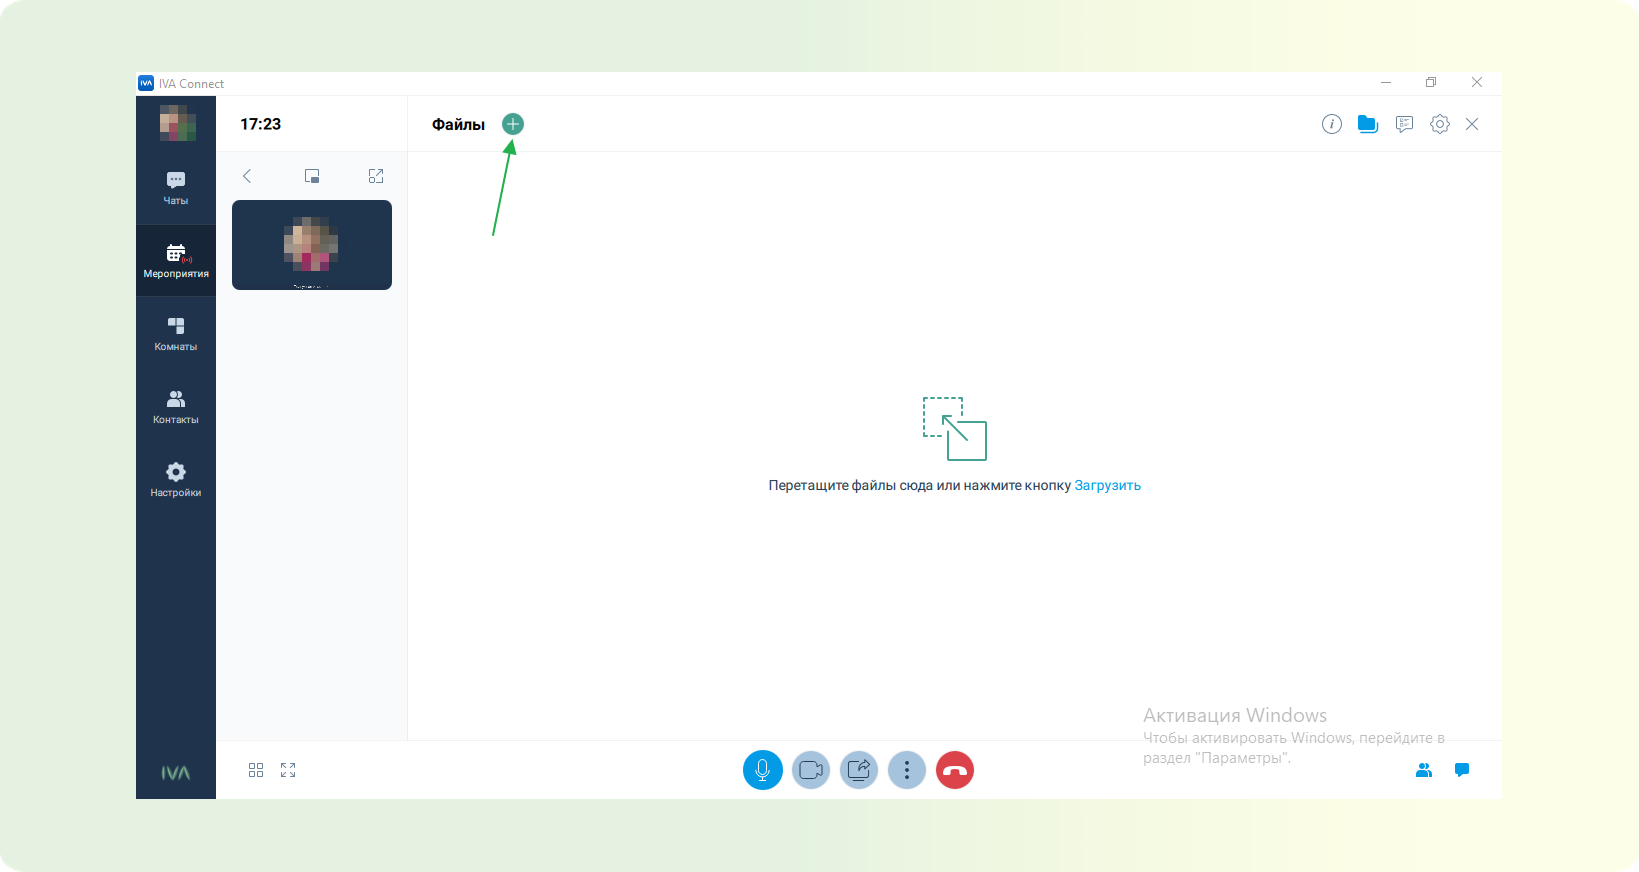 IVA IVA Connect
17:23
Файлы
Чаты
Мероприятия
Комнаты
Контакты
Настройки
Перетащите файлы сюда или нажмите кнопку Загрузить
Активация Windows
Чтобы активировать Windows, перейдите в
раздел "Параметры".
IVA